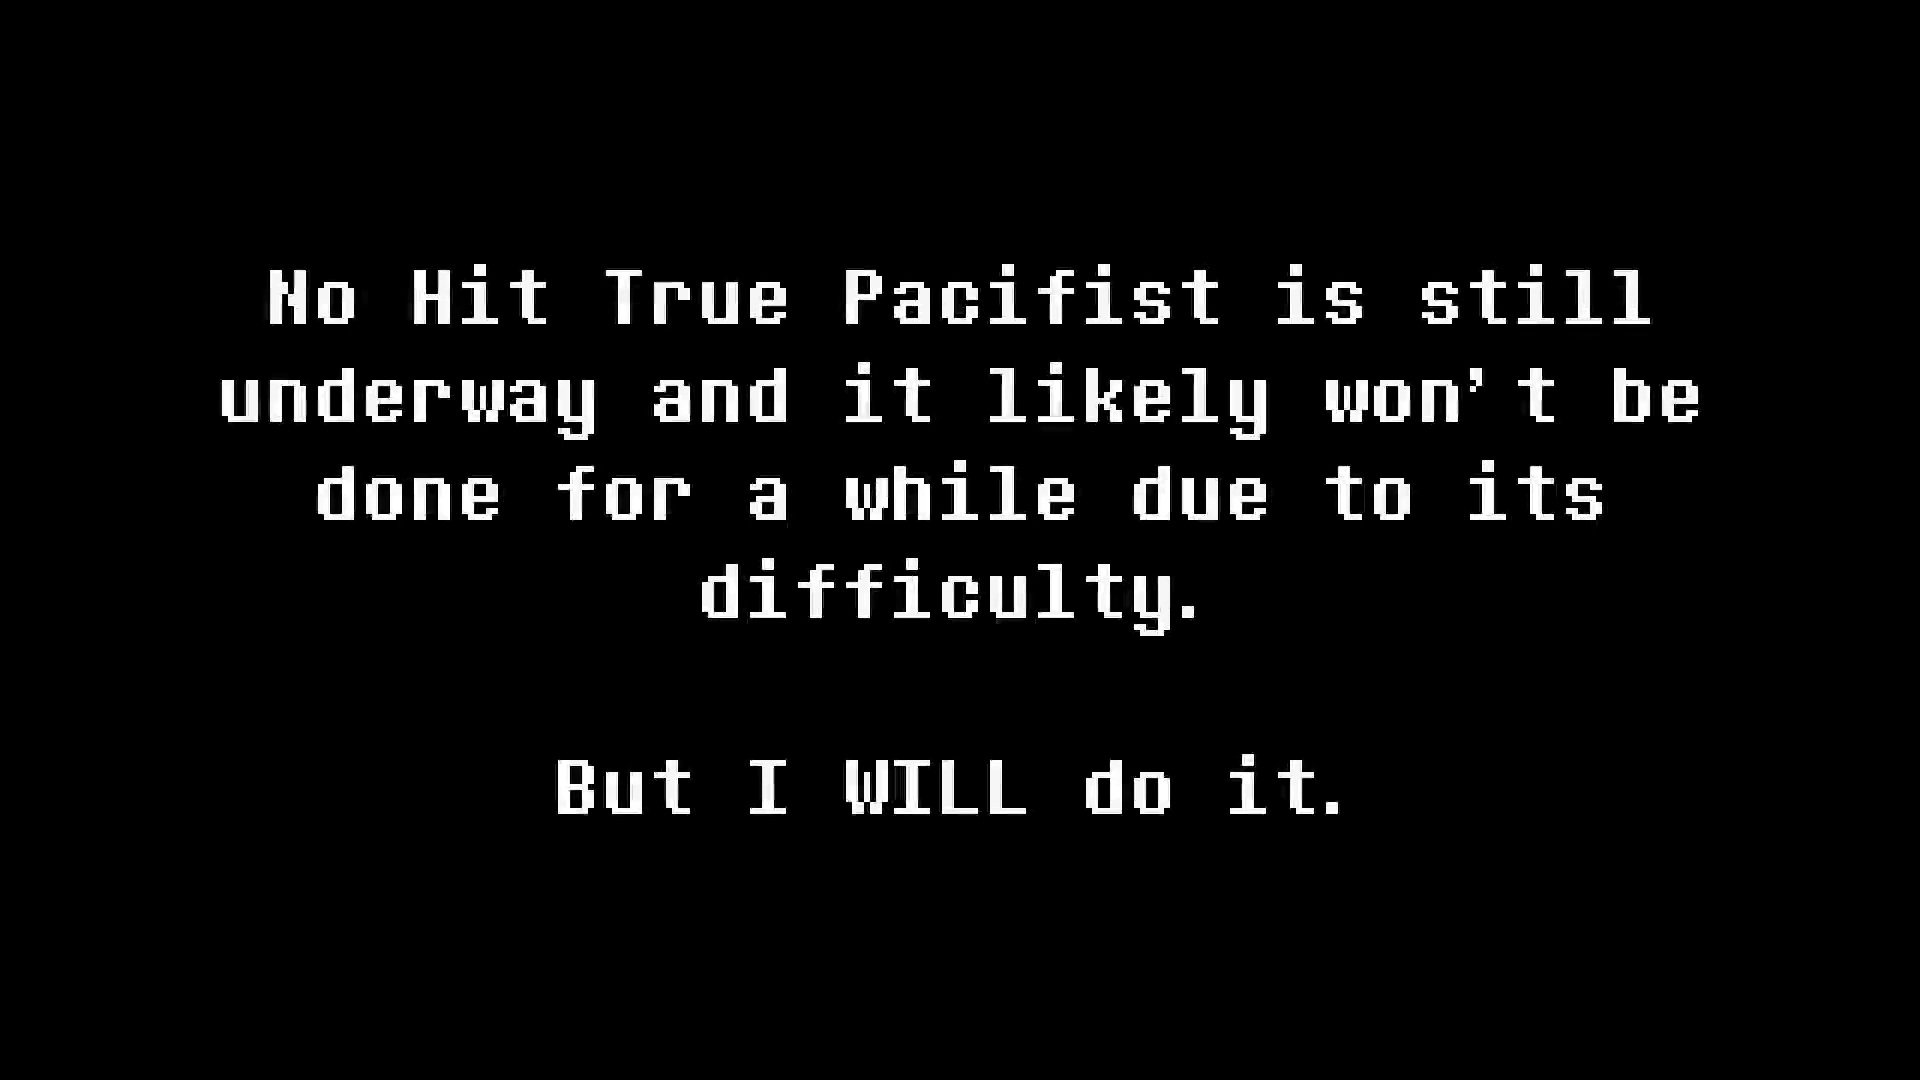 No Hit True Pacifist is still
underway and it likely won't be
done for a while due to its
difficulty.
But I WILL do it.